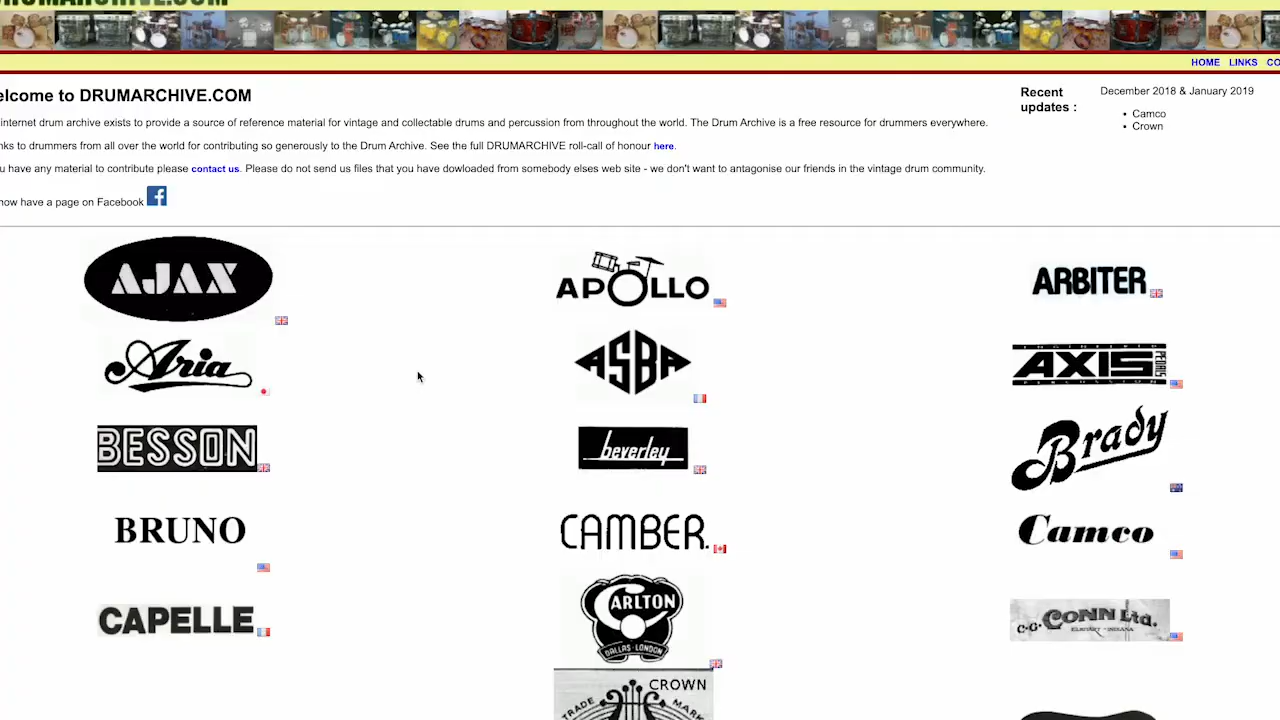 HOME LINKS CO
elcome to DRUMARCHIVE.COM
internet drum archive exists to provide a source of reference material for vintage and collectable drums and percussion from throughout the world. The Drum Archive is a free resource for drummers everywhere.
nks to drummers from all over the world for contributing so generously to the Drum Archive. See the full DRUMARCHIVE roll-call of honour here.
u have any material to contribute please contact us. Please do not send us files that you have dowloaded from somebody elses web site - we don't want to antagonise our friends in the vintage drum community.
now have a page on Facebook
Recent updates :
December 2018 & January 2019
• Camco
• Crown
AJAX
APOLLO
ARBITER
Aria
ASBA
AXIS
PEDALS
PERCUSSION
BESSON
beverley
Brady
BRUNO
CAMBER.
Camco
CAPELLE
CARLTON
DALLAS·LONDON
C.G. CONN Ltd.
ELKHART - INDIANA
CROWN
TRADE MARK